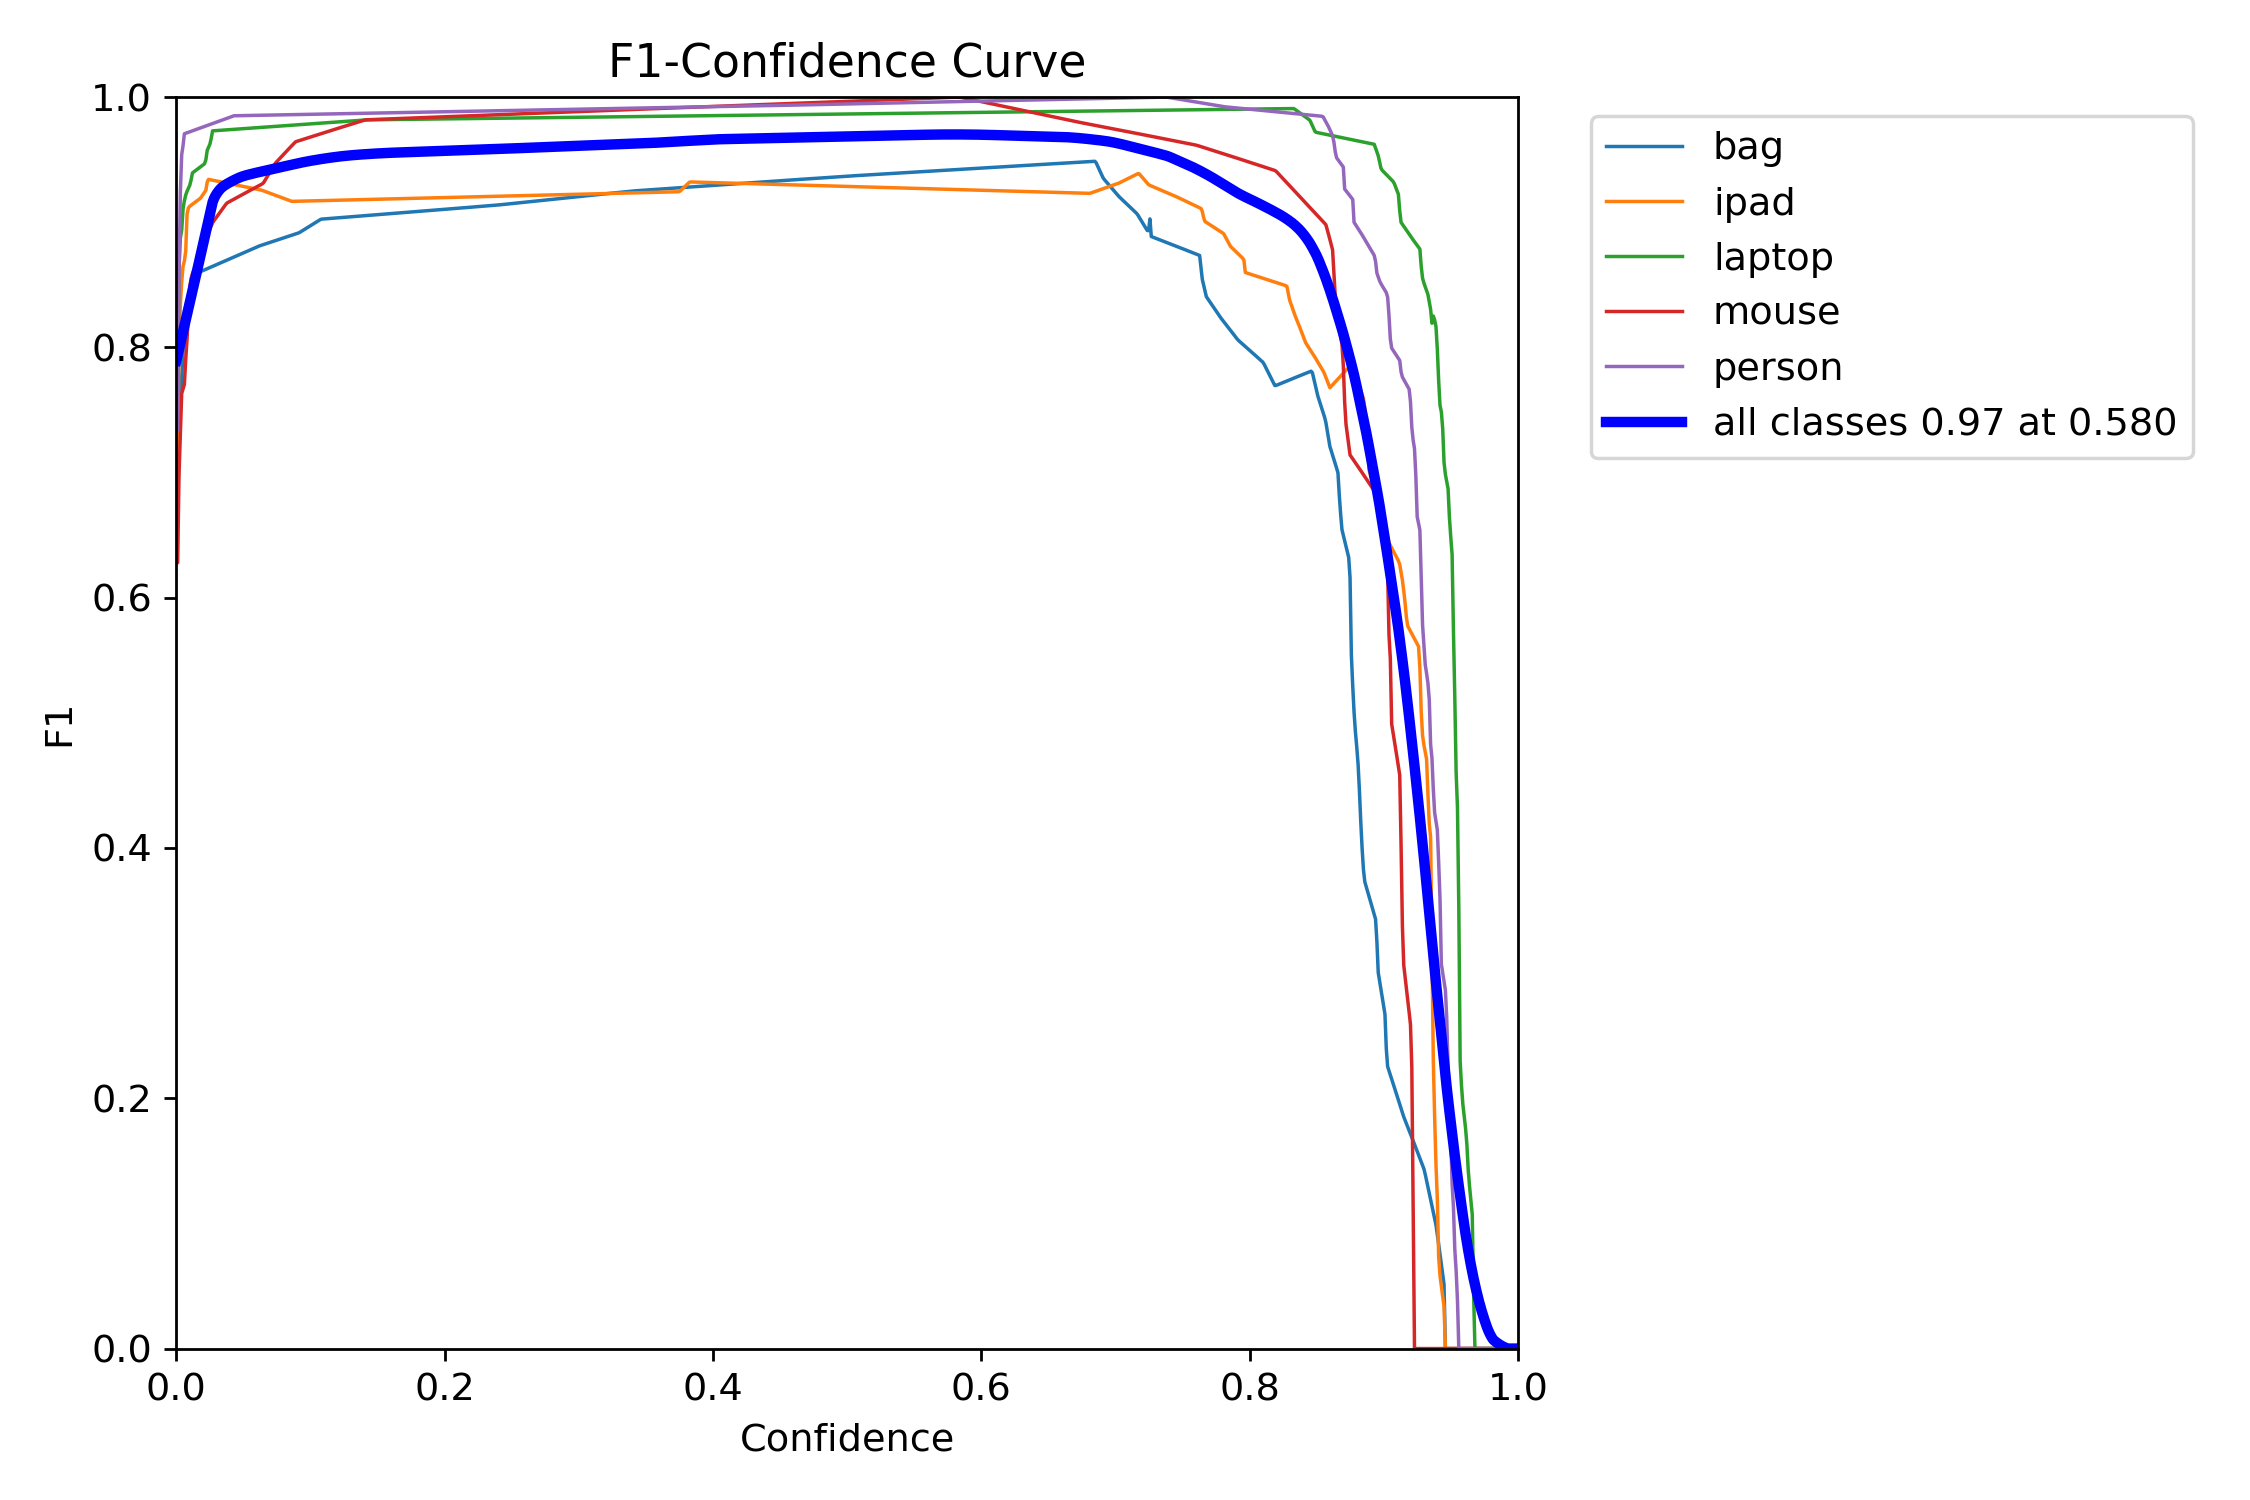 F1-Confidence Curve
1.0
0.8
0.6
0.4
0.2
0.0
F1
0.0 0.2 0.4 0.6 0.8 1.0
Confidence
bag
ipad
laptop
mouse
person
all classes 0.97 at 0.580